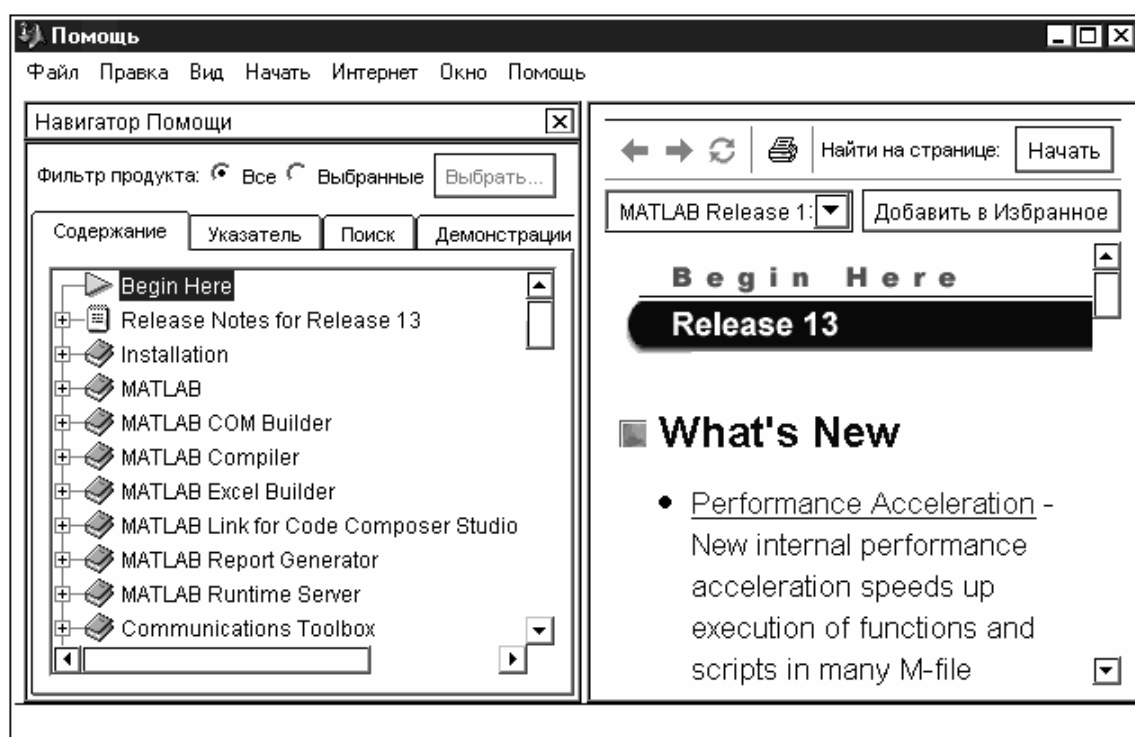 Помощь
Файл Правка Вид Начать Интернет Окно Помощь
Навигатор Помощи
Фильтр продукта: Все Выбранные Выбрать...
Содержание Указатель Поиск Демонстрации
Begin Here
Release Notes for Release 13
Installation
MATLAB
MATLAB COM Builder
MATLAB Compiler
MATLAB Excel Builder
MATLAB Link for Code Composer Studio
MATLAB Report Generator
MATLAB Runtime Server
Communications Toolbox
Найти на странице: Начать
MATLAB Release 1: Добавить в Избранное
Begin Here
Release 13
What's New
• Performance Acceleration -
New internal performance
acceleration speeds up
execution of functions and
scripts in many M-file